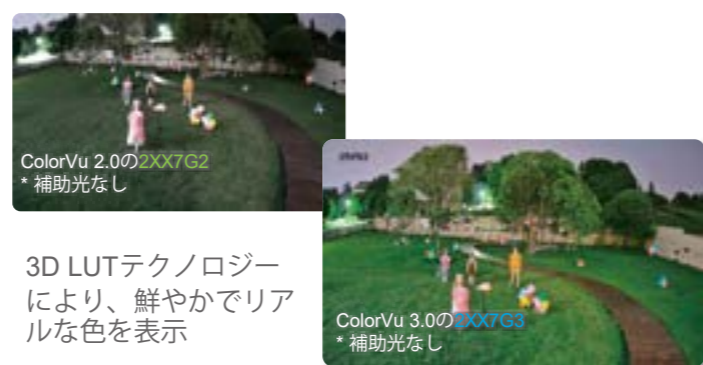 ColorVu 2.0の2XX7G2
* 補助光なし
3D LUTテクノロジー
により、鮮やかでリア
ルな色を表示
ColorVu 3.0の2XX7G3
* 補助光なし